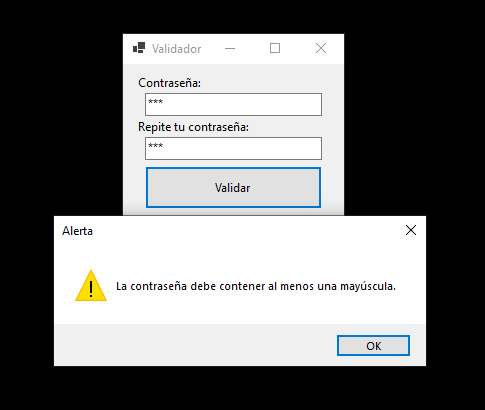 Validador
Contraseña:
***
Repite tu contraseña:
***
Validar
Alerta
La contraseña debe contener al menos una mayúscula.
OK